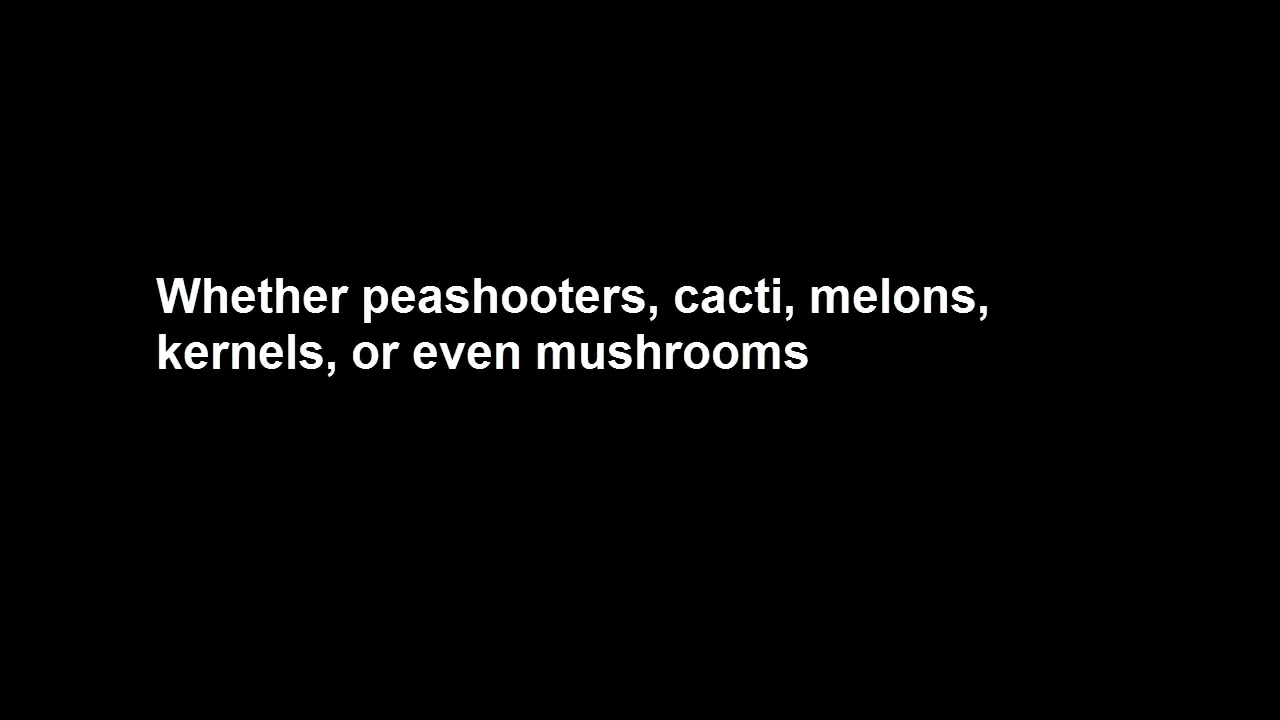 Whether peashooters, cacti, melons,
kernels, or even mushrooms